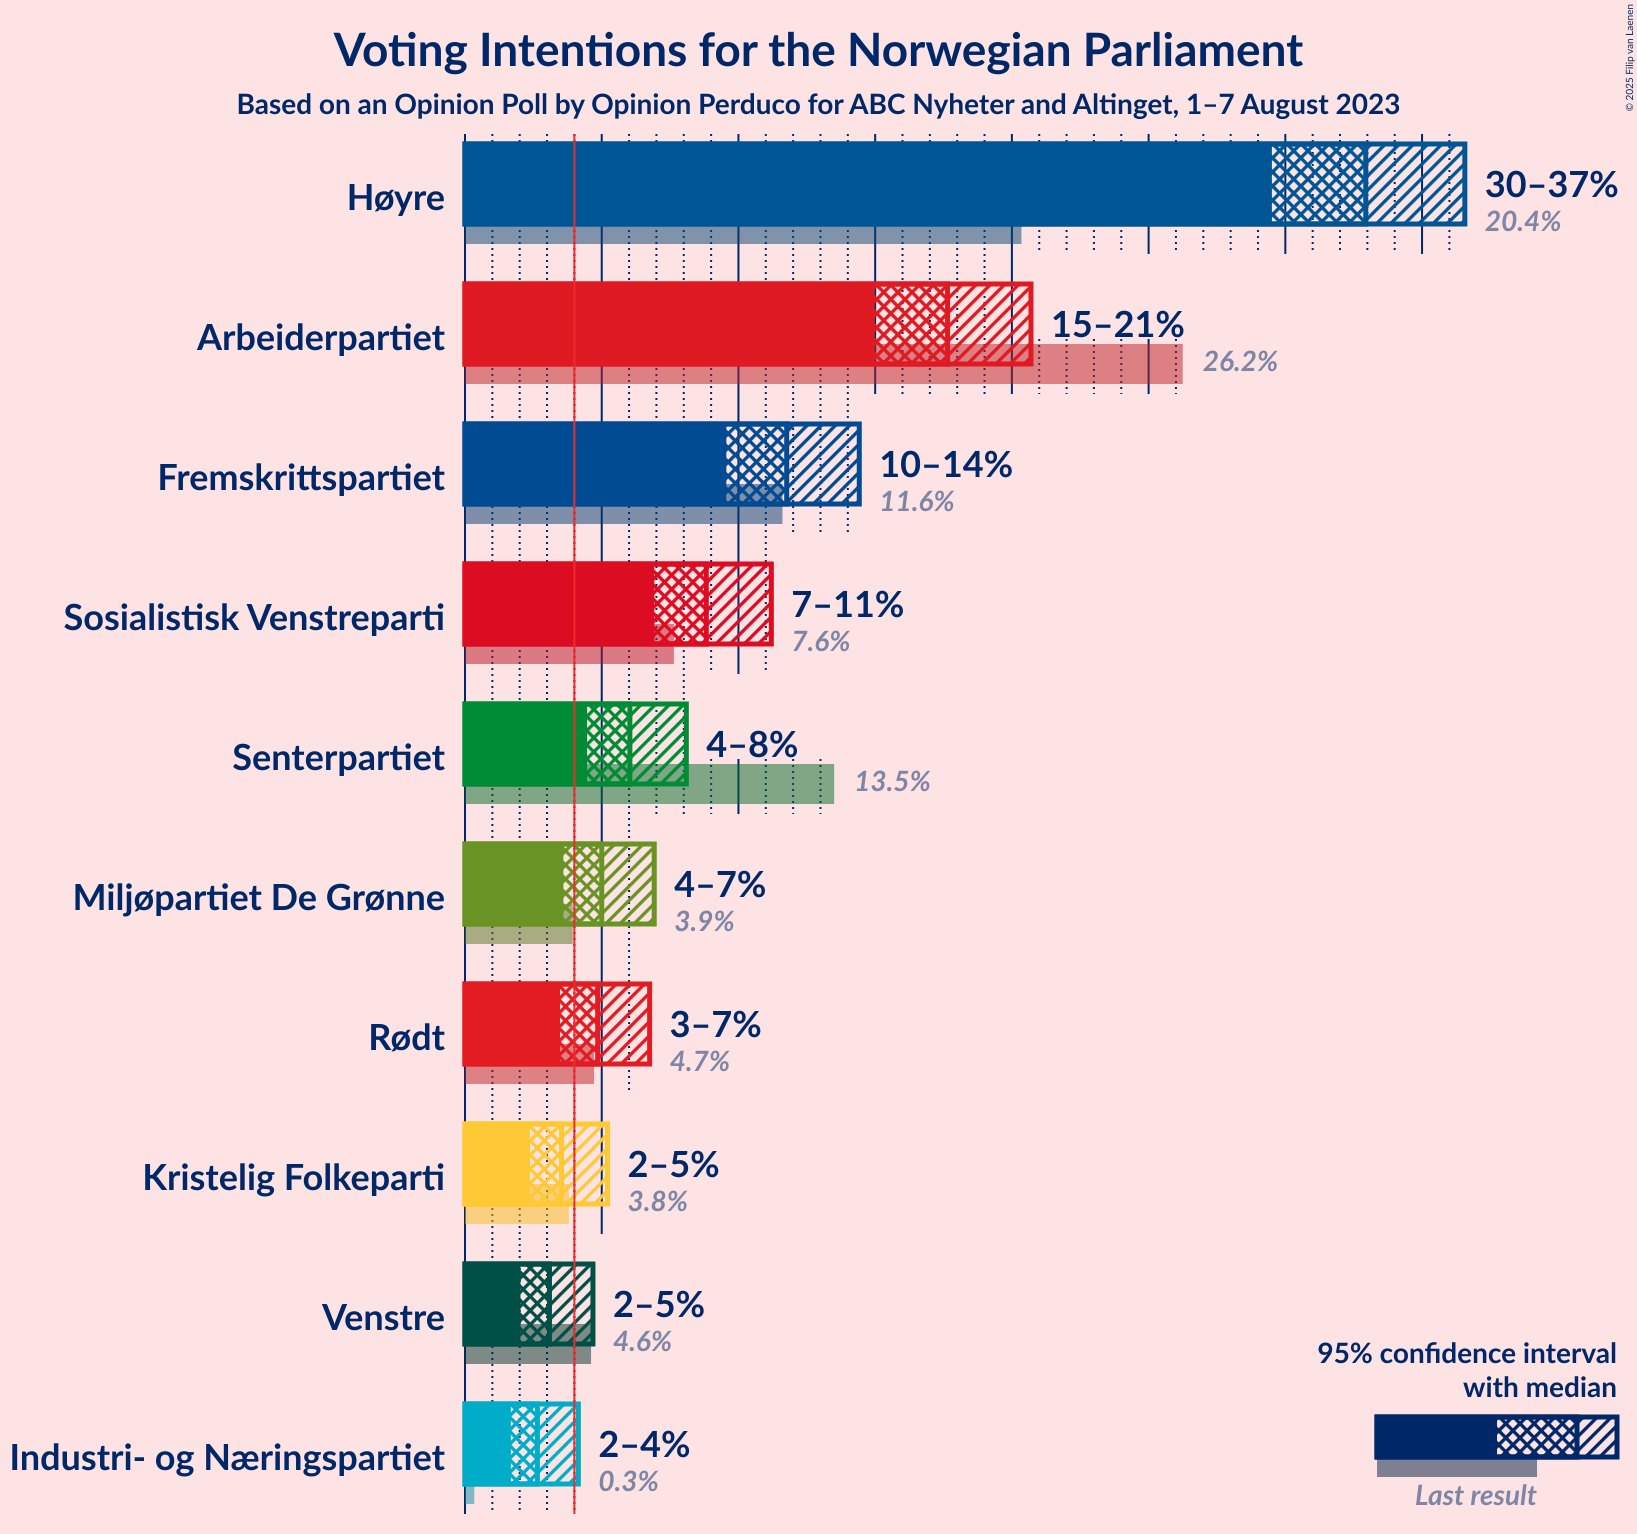 Voting Intentions for the Norwegian Parliament
Based on an Opinion Poll by Opinion Perduco for ABC Nyheter and Altinget, 1–7 August 2023
© 2025 Filip van Laenen
Høyre
30–37%
20.4%
Arbeiderpartiet
15–21%
26.2%
Fremskrittspartiet
10–14%
11.6%
Sosialistisk Venstreparti
7–11%
7.6%
Senterpartiet
4–8%
13.5%
Miljøpartiet De Grønne
4–7%
3.9%
Rødt
3–7%
4.7%
Kristelig Folkeparti
2–5%
3.8%
Venstre
2–5%
4.6%
Industri- og Næringspartiet
2–4%
0.3%
95% confidence interval
with median
Last result